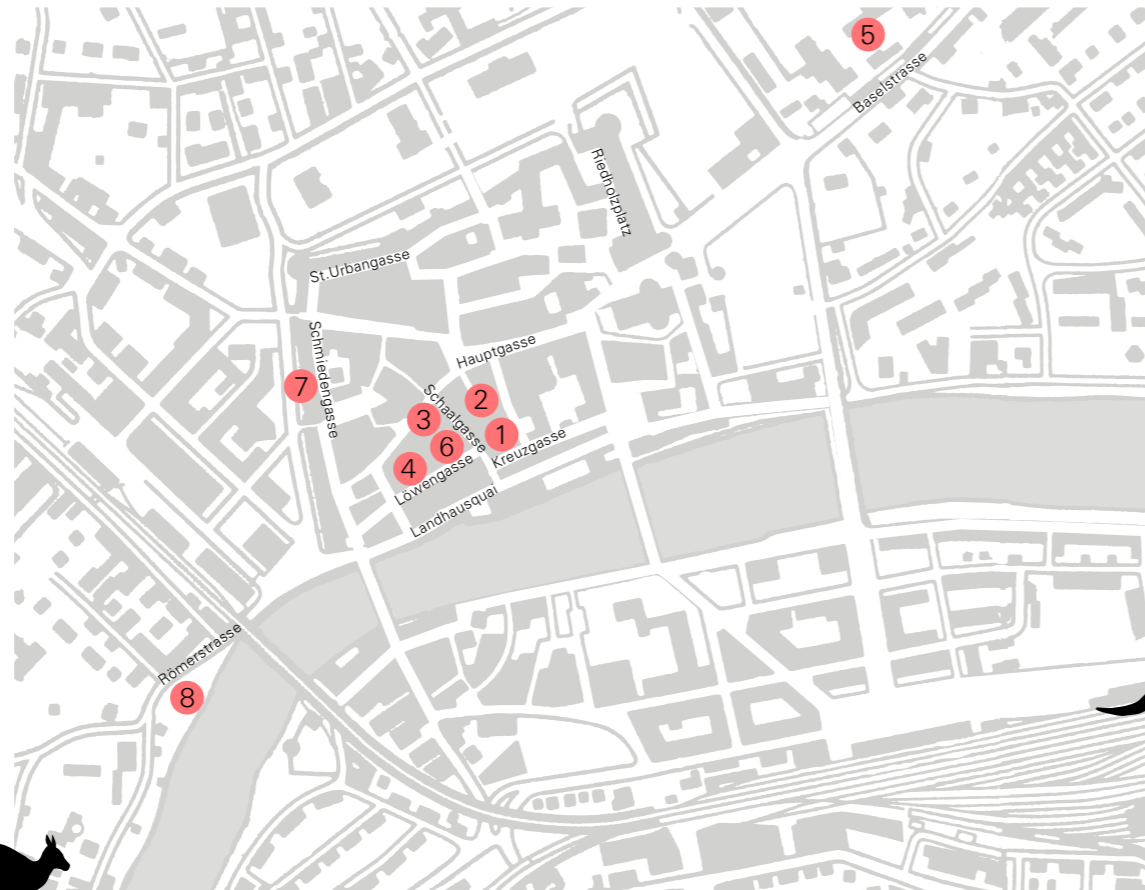 5
Baselstrasse
Riedholzplatz
St.Urbangasse
Schmiedengasse
Hauptgasse
7
Schaalgasse
2
3
1
6
Kreuzgasse
4
Löwengasse
Landhausquai
Römerstrasse
8